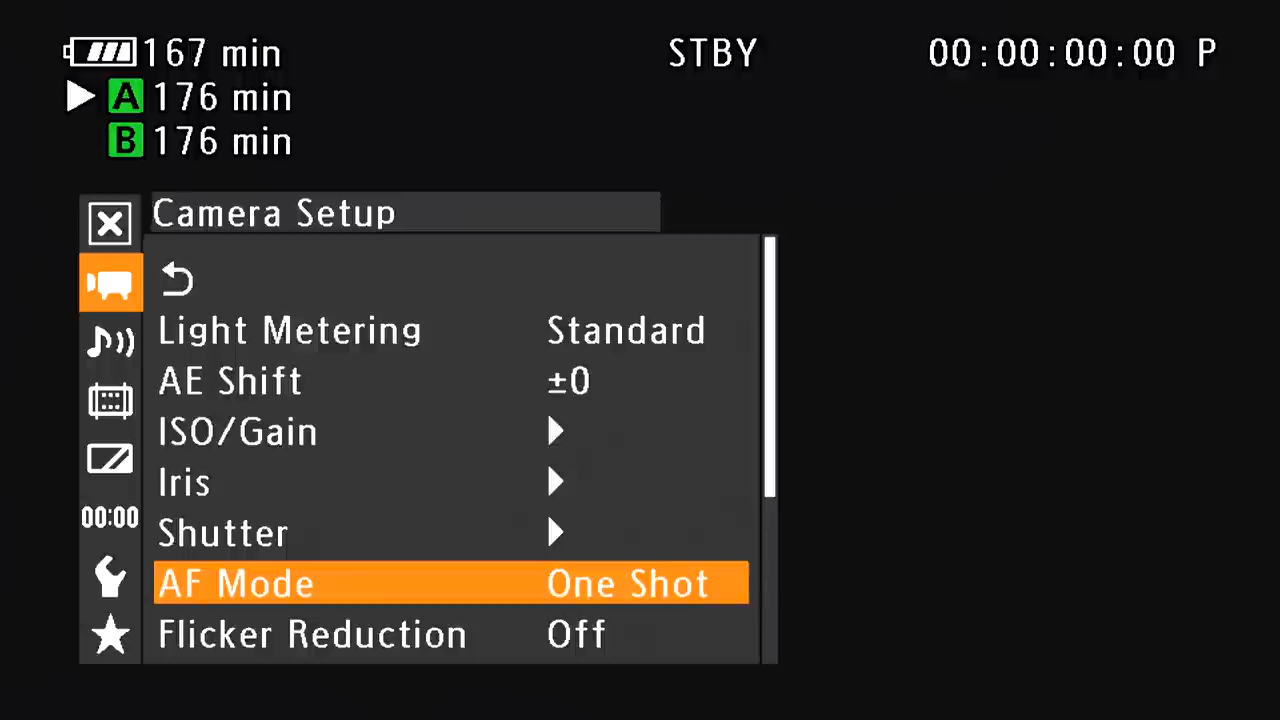 167 min
STBY
00:00:00:00 P
A 176 min
B 176 min
Camera Setup
Light Metering Standard
AE Shift ±0
ISO/Gain
Iris
Shutter
00:00
AF Mode One Shot
Flicker Reduction Off